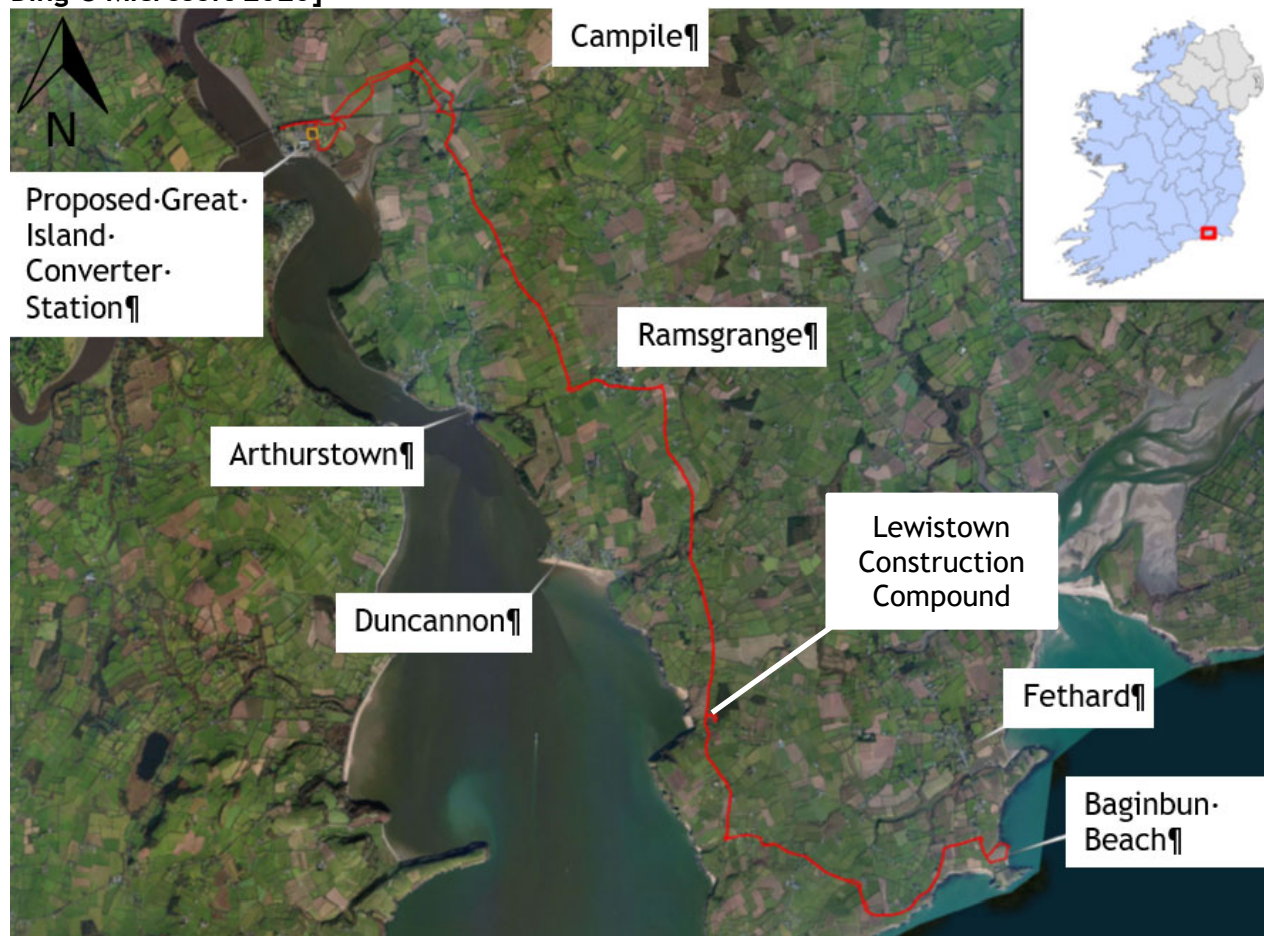 Campile¶
N
Proposed·Great·
Island·
Converter·
Station¶
Ramsgrange¶
Arthurstown¶
Lewistown
Construction
Compound
Duncannon¶
Fethard¶
Baginbun·
Beach¶